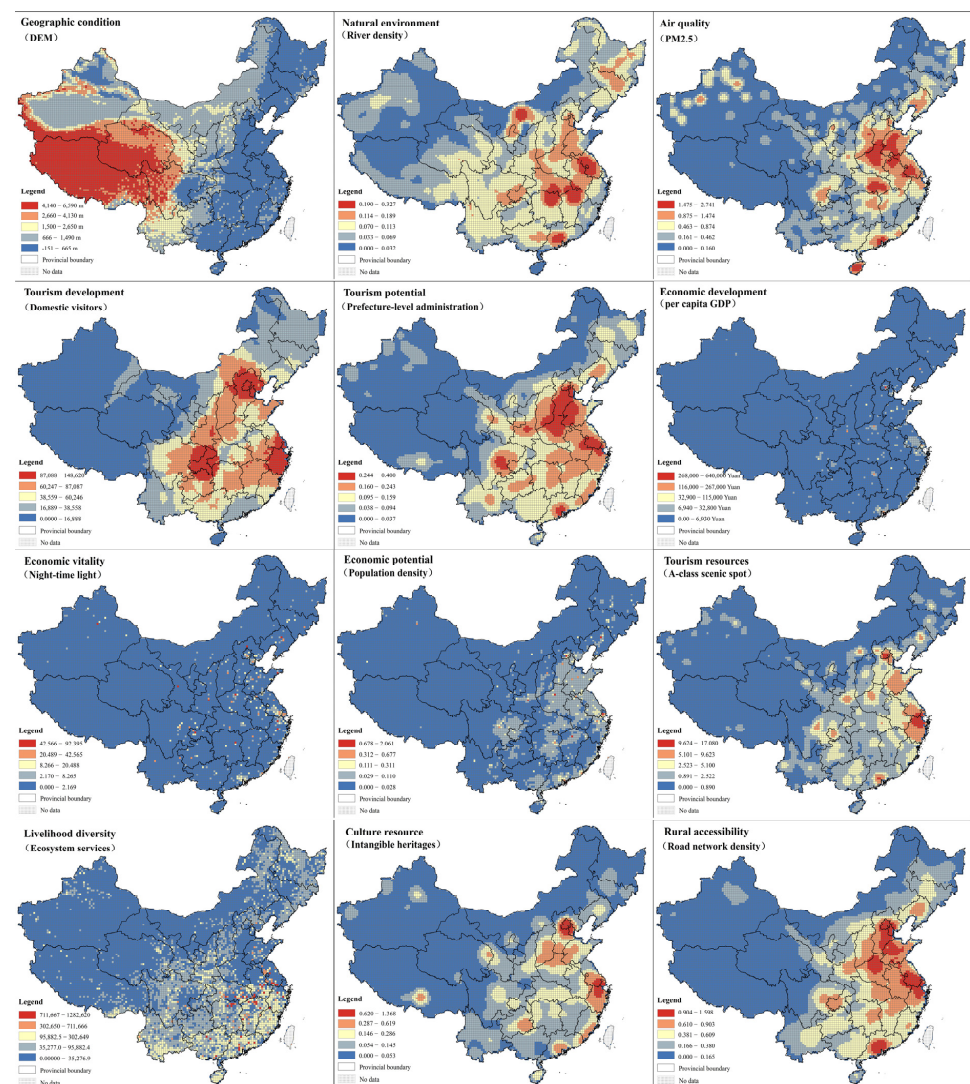 Geographic condition
（DEM）
Legend
4,140 – 6,590 m
2,660 – 4,130 m
1,500 – 2,650 m
666 – 1,490 m
-151 – 665 m
Provincial boundary
No data
Natural environment
（River density）
Legend
0.190 – 0.327
0.114 – 0.189
0.070 – 0.113
0.033 – 0.069
0.000 – 0.032
Provincial boundary
No data
Air quality
（PM2.5）
Legend
1.475 – 2.741
0.875 – 1.474
0.463 – 0.874
0.161 – 0.462
0.000 – 0.160
Provincial boundary
No data
Tourism development
（Domestic visitors）
Legend
60,247 – 87,087
38,559 – 60,246
16,889 – 38,558
0.0000 – 16,888
Provincial boundary
No data
Tourism potential
（Prefecture-level administration）
Legend
0.244 – 0.400
0.160 – 0.243
0.095 – 0.159
0.038 – 0.094
0.000 – 0.037
Provincial boundary
No data
Economic development
（per capita GDP）
Legend
268,000 – 640,000 Yuan
116,000 – 267,000 Yuan
32,900 – 115,000 Yuan
6,940 – 32,800 Yuan
0.00 – 6,930 Yuan
Provincial boundary
No data
Economic vitality
（Night-time light）
Legend
42.566 – 92.395
20.489 – 42.565
8.266 – 20.488
2.170 – 8.265
0.000 – 2.169
Provincial boundary
No data
Economic potential
（Population density）
Legend
0.678 – 2.061
0.312 – 0.677
0.111 – 0.311
0.029 – 0.110
0.000 – 0.028
Provincial boundary
No data
Tourism resources
（A-class scenic spot）
Legend
9.624 – 17.080
5.101 – 9.623
2.523 – 5.100
0.891 – 2.522
0.000 – 0.890
Provincial boundary
No data
Livelihood diversity
（Ecosystem services）
Legend
711,667 – 1282,620
302,650 – 711,666
95,882.5 – 302,649
35,277.0 – 95,882.4
0.00000 – 35,276.9
Provincial boundary
No data
Culture resource
（Intangible heritages）
Legend
0.620 – 1.368
0.287 – 0.619
0.146 – 0.286
0.054 – 0.145
0.000 – 0.053
Provincial boundary
No data
Rural accessibility
（Road network density）
Legend
0.904 – 1.598
0.610 – 0.903
0.381 – 0.609
0.166 – 0.380
0.000 – 0.165
Provincial boundary
No data